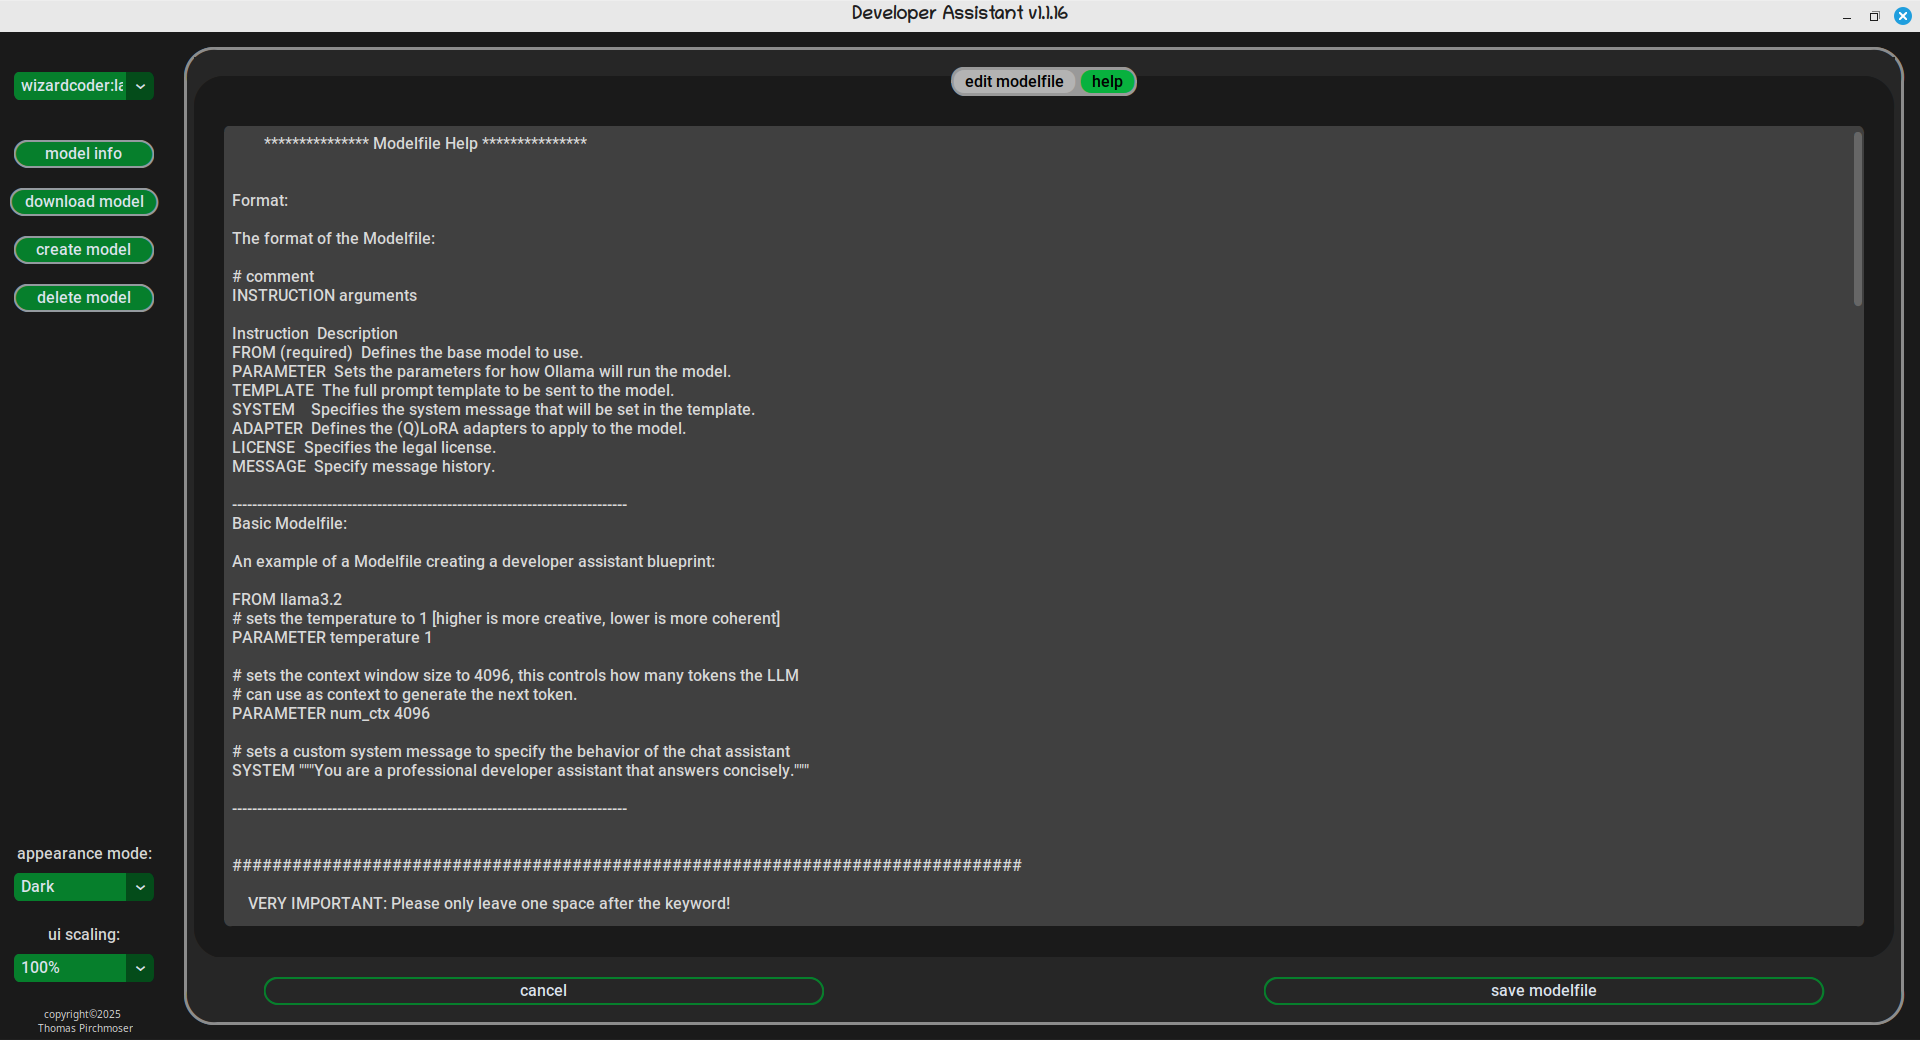 Developer Assistant v1.1.16
wizardcoder:la
model info
download model
create model
delete model
appearance mode:
Dark
ui scaling:
100%
copyright©2025
Thomas Pirchmoser
edit modelfile help
*************** Modelfile Help ***************
Format:
The format of the Modelfile:
# comment
INSTRUCTION arguments
Instruction  Description
FROM (required)  Defines the base model to use.
PARAMETER  Sets the parameters for how Ollama will run the model.
TEMPLATE  The full prompt template to be sent to the model.
SYSTEM    Specifies the system message that will be set in the template.
ADAPTER  Defines the (Q)LoRA adapters to apply to the model.
LICENSE  Specifies the legal license.
MESSAGE  Specify message history.
-------------------------------------------------------------------------------
Basic Modelfile:
An example of a Modelfile creating a developer assistant blueprint:
FROM llama3.2
# sets the temperature to 1 [higher is more creative, lower is more coherent]
PARAMETER temperature 1
# sets the context window size to 4096, this controls how many tokens the LLM
# can use as context to generate the next token.
PARAMETER num_ctx 4096
# sets a custom system message to specify the behavior of the chat assistant
SYSTEM """You are a professional developer assistant that answers concisely."""
-------------------------------------------------------------------------------
###############################################################################
VERY IMPORTANT: Please only leave one space after the keyword!
cancel
save modelfile